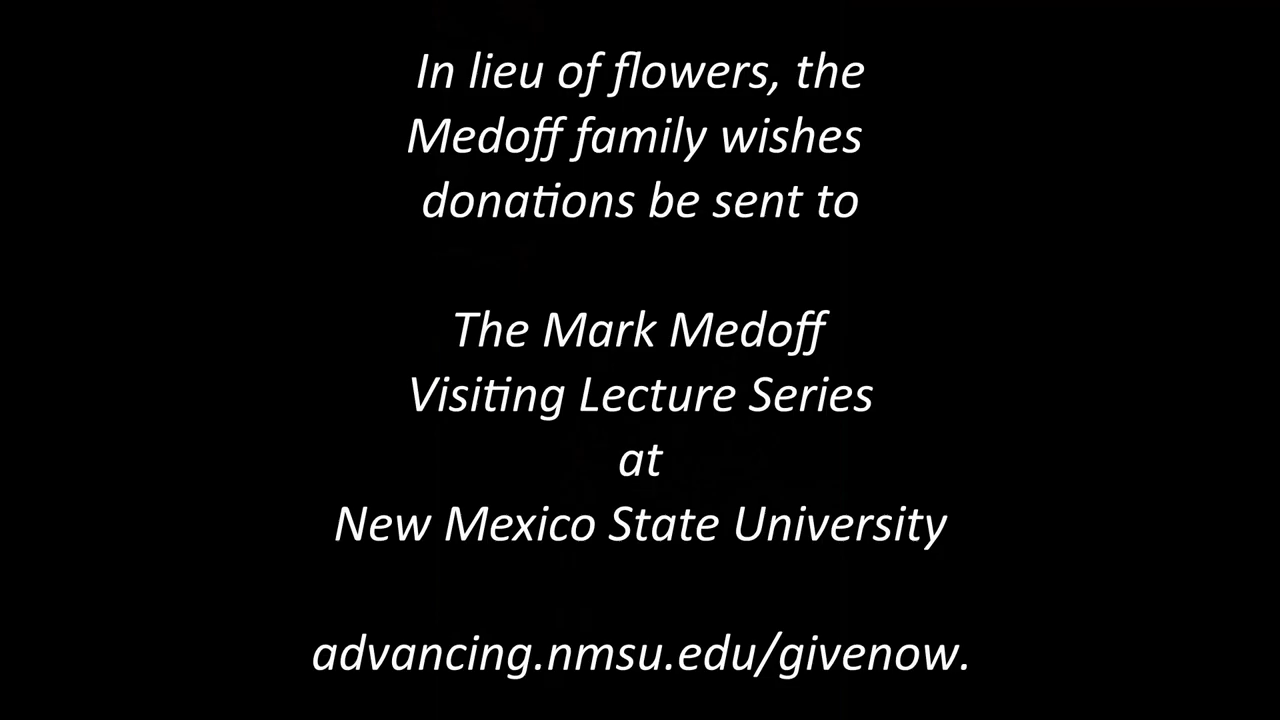 In lieu of flowers, the
Medoff family wishes
donations be sent to
The Mark Medoff
Visiting Lecture Series
at
New Mexico State University
advancing.nmsu.edu/givenow.